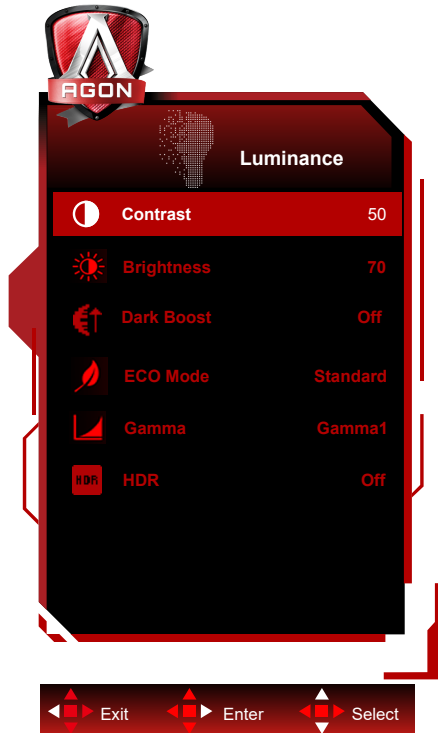 AGON
Luminance
Contrast 50
Brightness 70
Dark Boost Off
ECO Mode Standard
Gamma Gamma1
HDR HDR Off
Exit Enter Select